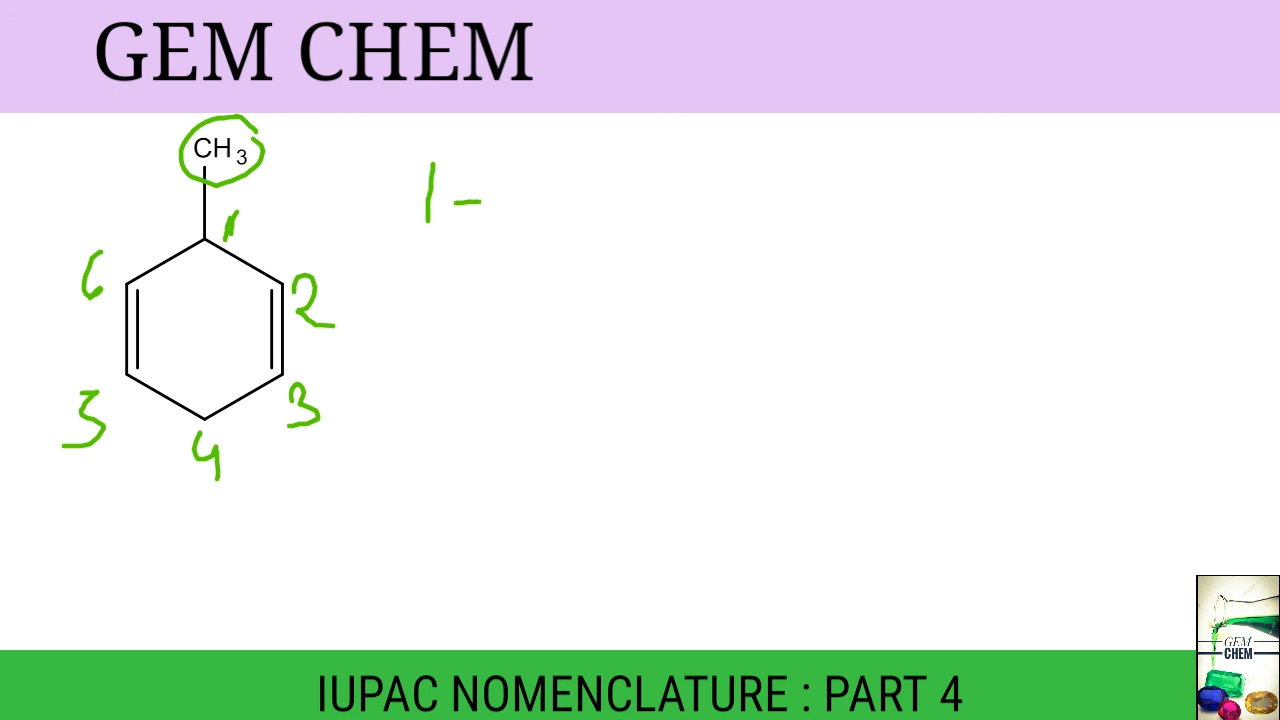 GEM CHEM
CH3
1 -
1
6
2
5
3
4
GEM
CHEM
IUPAC NOMENCLATURE : PART 4